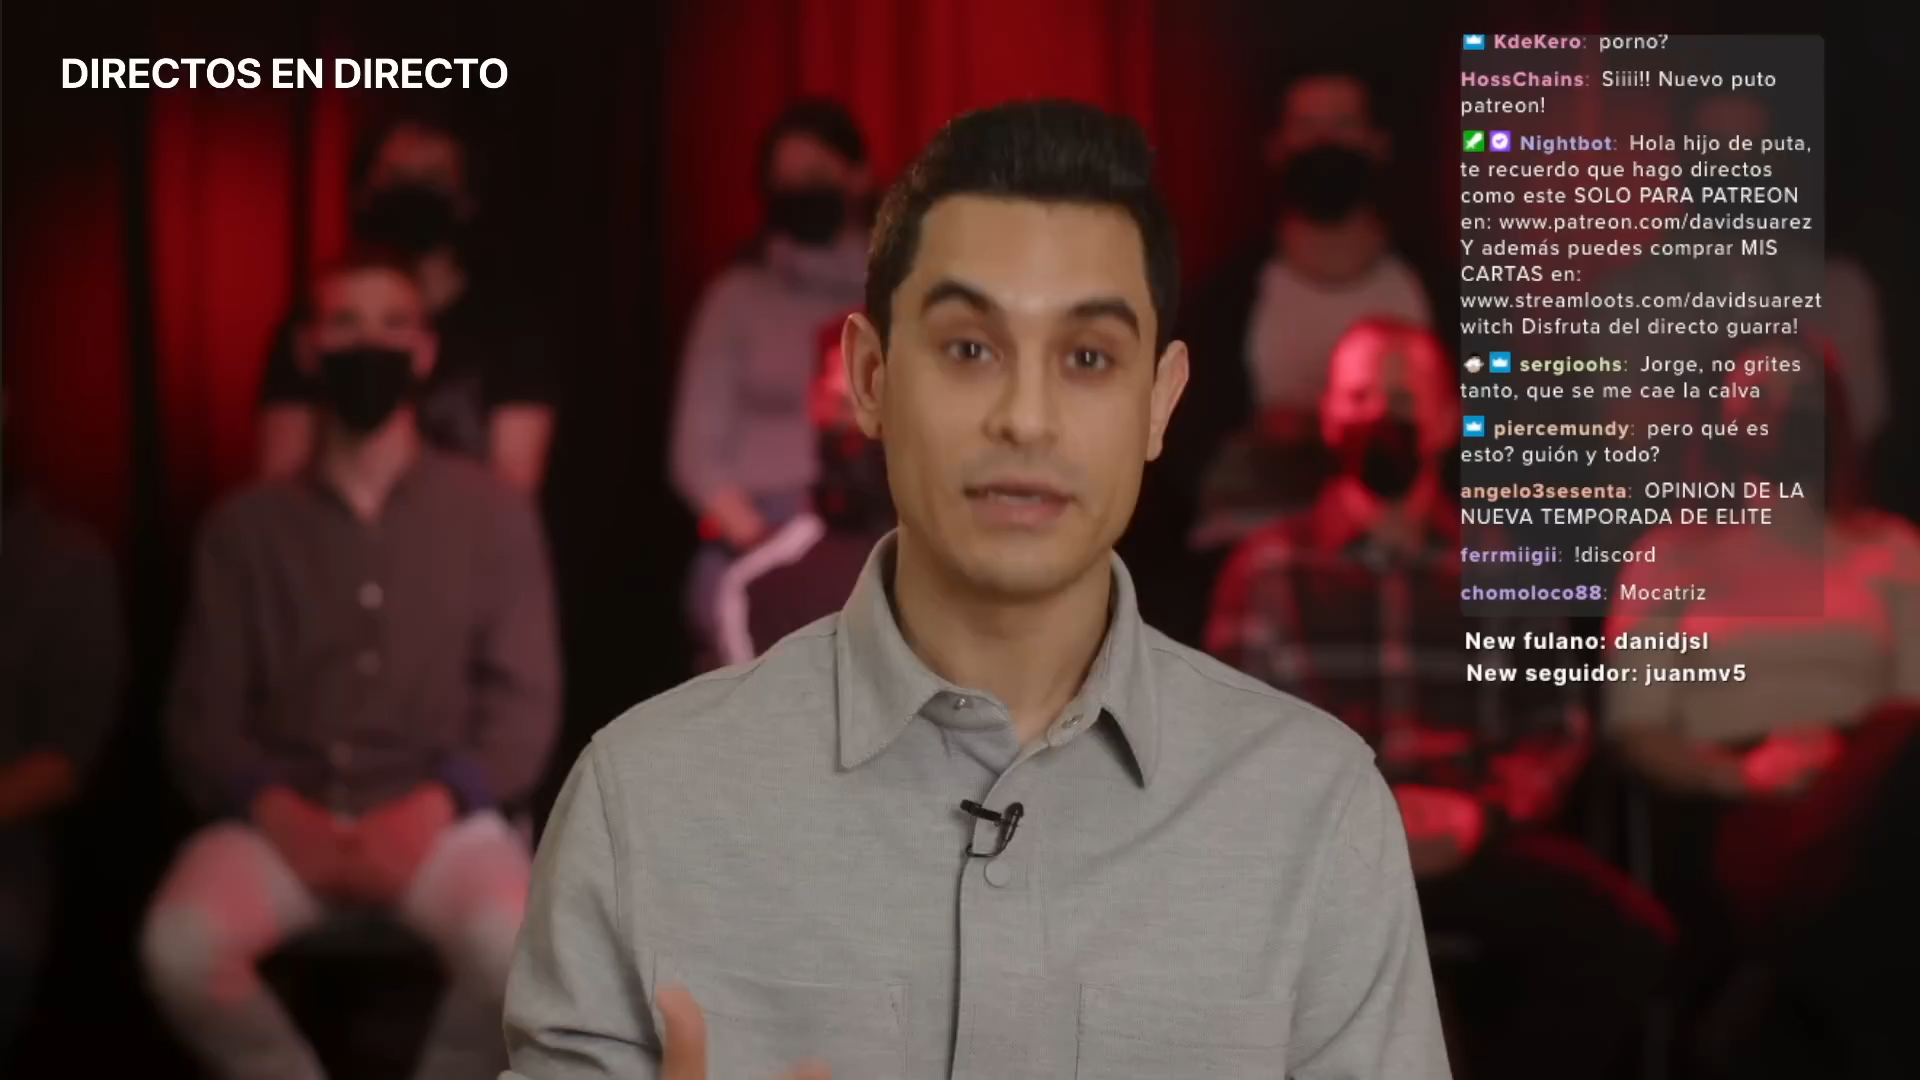 DIRECTOS EN DIRECTO
KdeKero: porno?
HossChains: Siiii!! Nuevo puto
patreon!
Nightbot: Hola hijo de puta,
te recuerdo que hago directos
como este SOLO PARA PATREON
en: www.patreon.com/davidsuarez
Y además puedes comprar MIS
CARTAS en:
www.streamloots.com/davidsuarezt
witch Disfruta del directo guarra!
sergioohs: Jorge, no grites
tanto, que se me cae la calva
piercemundy: pero qué es
esto? guión y todo?
angelo3sesenta: OPINION DE LA
NUEVA TEMPORADA DE ELITE
ferrmiigii: !discord
chomoloco88: Mocatriz
New fulano: danidjsl
New seguidor: juanmv5